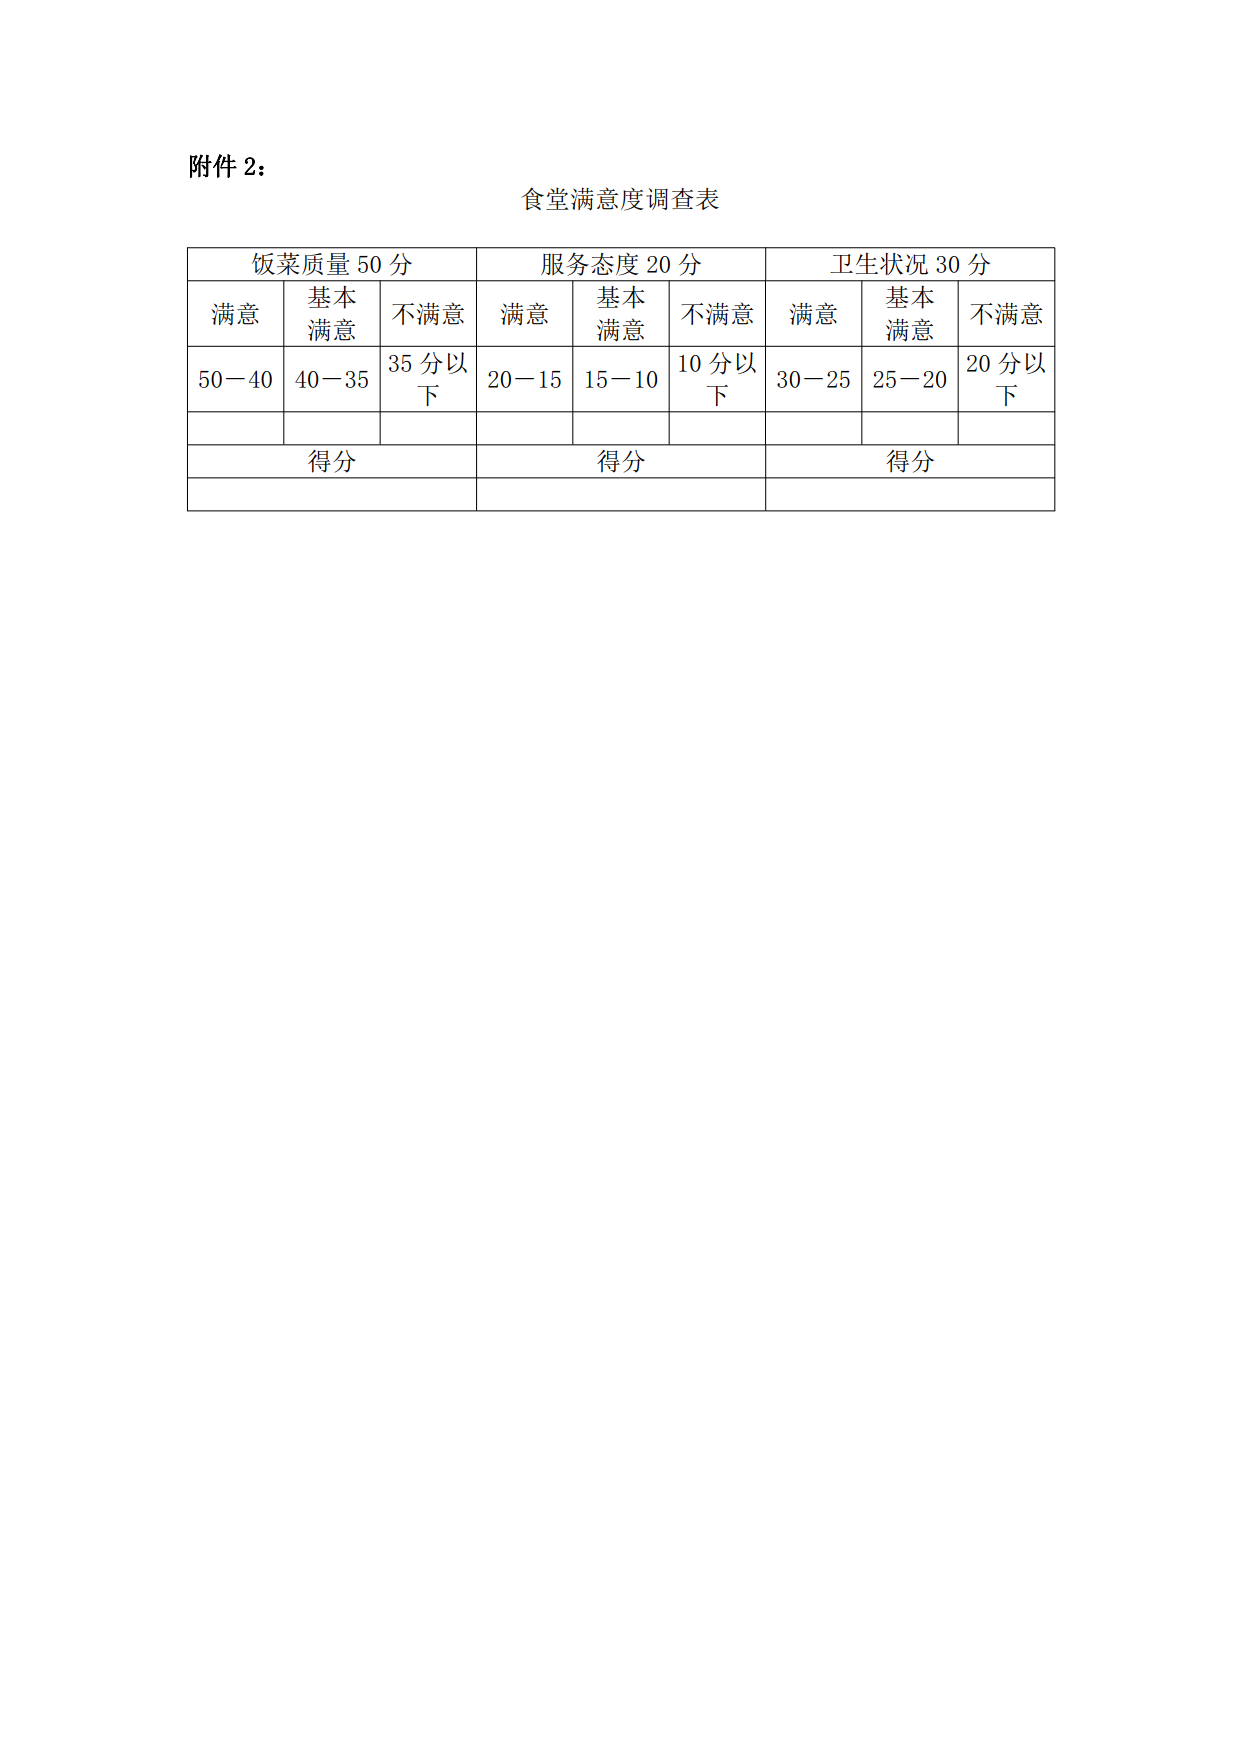 附件 2：
食堂满意度调查表
饭菜质量 50 分 服务态度 20 分 卫生状况 30 分
满意 基本满意 不满意 满意 基本满意 不满意 满意 基本满意 不满意
50－40 40－35 35 分以下 20－15 15－10 10 分以下 30－25 25－20 20 分以下
得分 得分 得分